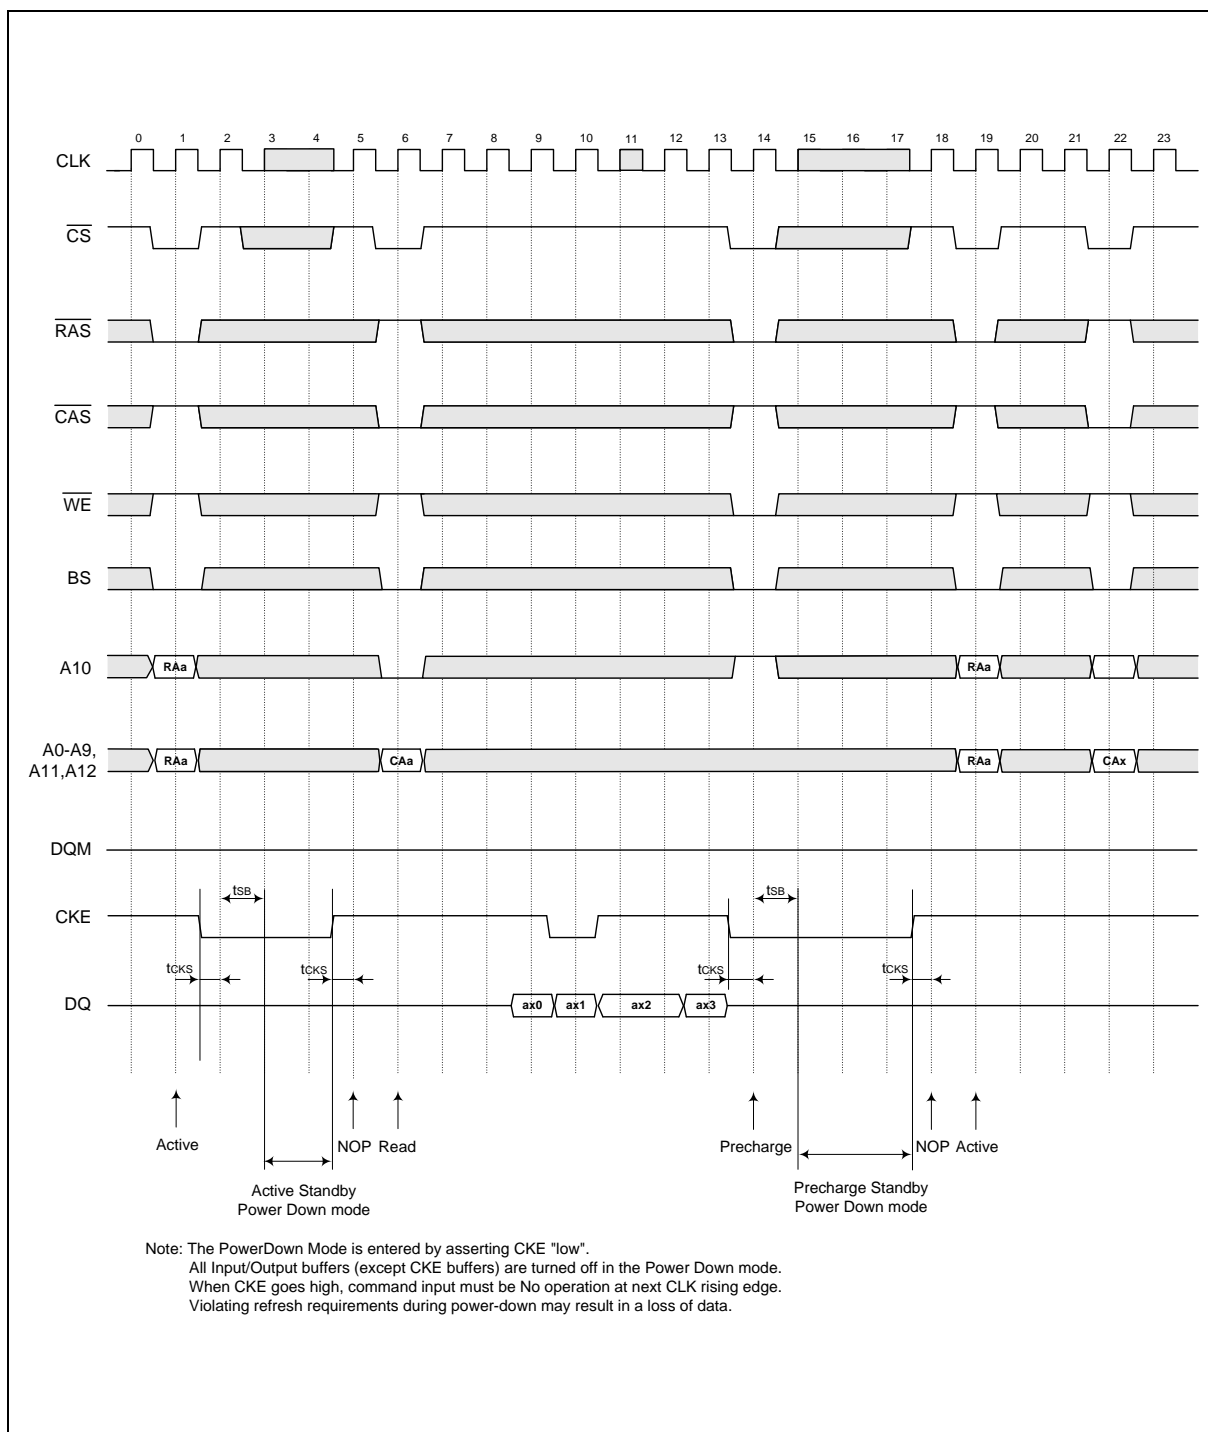 0 1 2 3 4 5 6 7 8 9 10 11 12 13 14 15 16 17 18 19 20 21 22 23
CLK
CS
RAS
CAS
WE
BS
A10 RAa RAa
A0-A9,
A11,A12 RAa CAa RAa CAx
DQM
tSB tSB
CKE
tCKS tCKS tCKS tCKS
DQ ax0 ax1 ax2 ax3
Active NOP Read Precharge NOP Active
Active Standby
Power Down mode
Precharge Standby
Power Down mode
Note: The PowerDown Mode is entered by asserting CKE "low".
All Input/Output buffers (except CKE buffers) are turned off in the Power Down mode.
When CKE goes high, command input must be No operation at next CLK rising edge.
Violating refresh requirements during power-down may result in a loss of data.